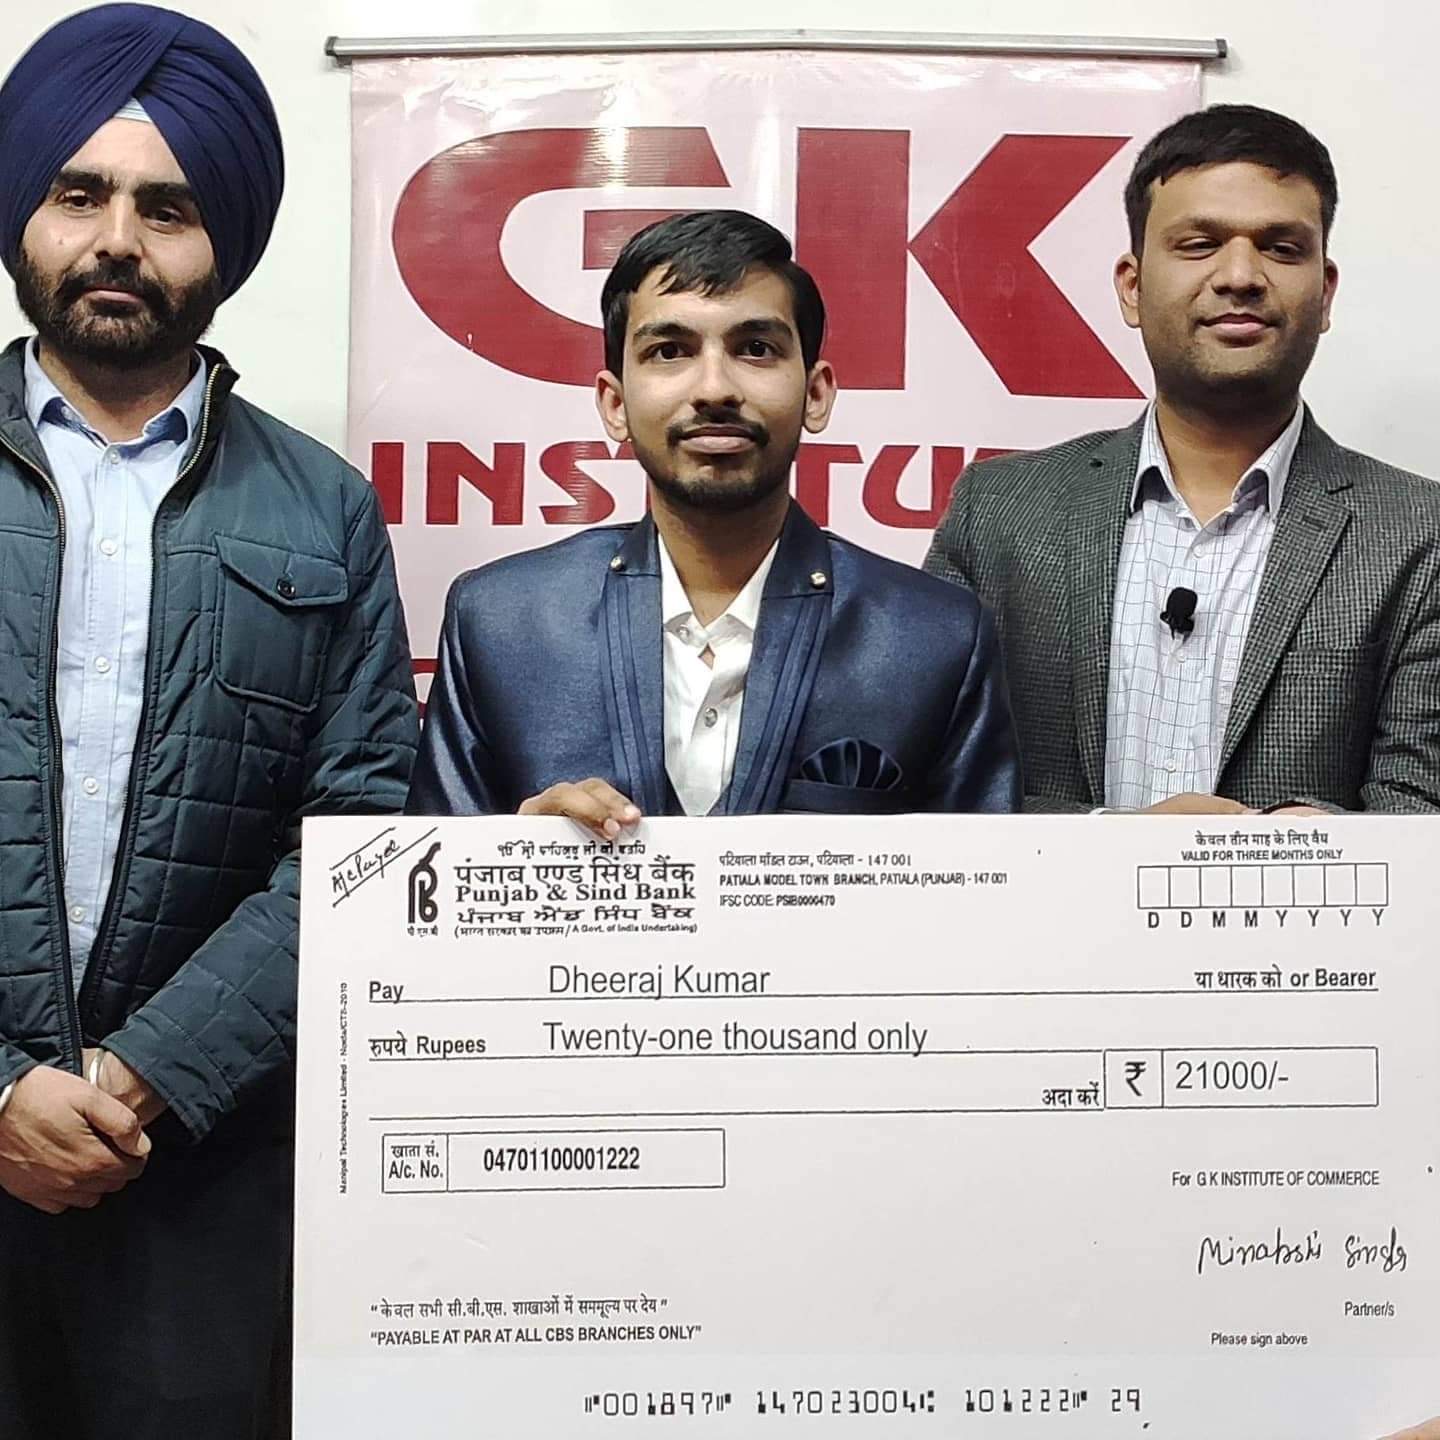 GK
INSTITUT
A/c Payee
ੴ ਸ੍ਰੀ ਵਾਹਿਗੁਰੂ ਜੀ ਕੀ ਫਤਹਿ
पंजाब एण्ड सिंध बैंक
Punjab & Sind Bank
ਪੰਜਾਬ ਐਂਡ ਸਿੰਧ ਬੈਂਕ
(भारत सरकार का उपक्रम / A Govt. of India Undertaking)
पी एस बी
पटियाला मॉडल टाऊन, पटियाला - 147 001
PATIALA MODEL TOWN BRANCH, PATIALA (PUNJAB) - 147 001
IFSC CODE: PSIB0000470
केवल तीन माह के लिए वैध
VALID FOR THREE MONTHS ONLY
D D M M Y Y Y Y
Pay Dheeraj Kumar या धारक को or Bearer
रुपये Rupees Twenty-one thousand only
अदा करें ₹ 21000/-
खाता सं.
A/c. No. 04701100001222
Manipal Technologies Limited - Noida/CTS-2010
For G K INSTITUTE OF COMMERCE
Minakshi Singh
Partner/s
Please sign above
"केवल सभी सी.बी.एस. शाखाओं में सममूल्य पर देय"
"PAYABLE AT PAR AT ALL CBS BRANCHES ONLY"
⑈001897⑈ 147023004⑆ 101222⑈ 29